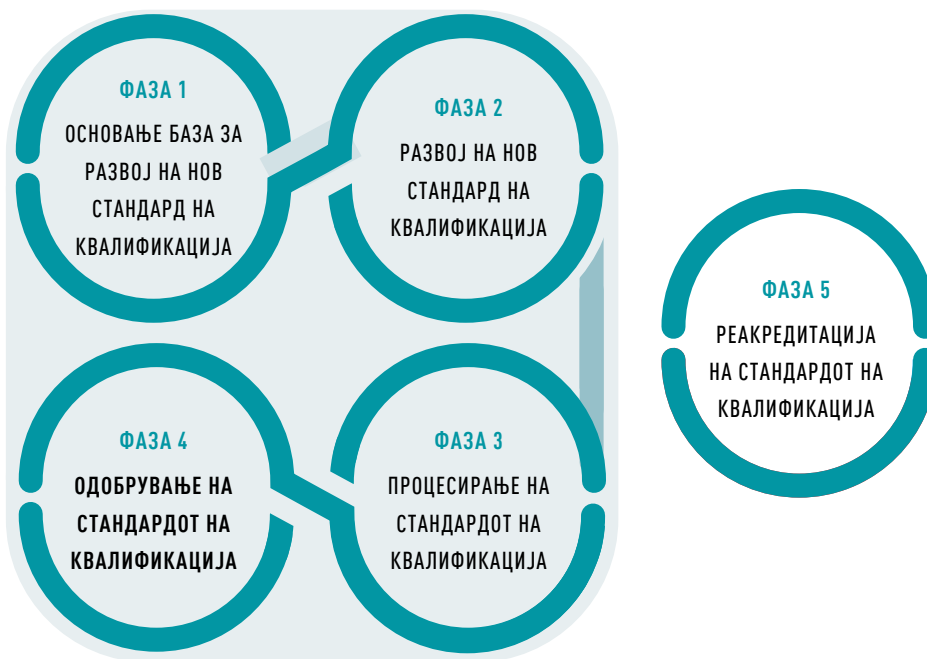 ФАЗА 1
ОСНОВАЊЕ БАЗА ЗА
РАЗВОЈ НА НОВ
СТАНДАРД НА
КВАЛИФИКАЦИЈА
ФАЗА 2
РАЗВОЈ НА НОВ
СТАНДАРД НА
КВАЛИФИКАЦИЈА
ФАЗА 3
ПРОЦЕСИРАЊЕ НА
СТАНДАРДОТ НА
КВАЛИФИКАЦИЈА
ФАЗА 4
ОДОБРУВАЊЕ НА
СТАНДАРДОТ НА
КВАЛИФИКАЦИЈА
ФАЗА 5
РЕАКРЕДИТАЦИЈА
НА СТАНДАРДОТ НА
КВАЛИФИКАЦИЈА